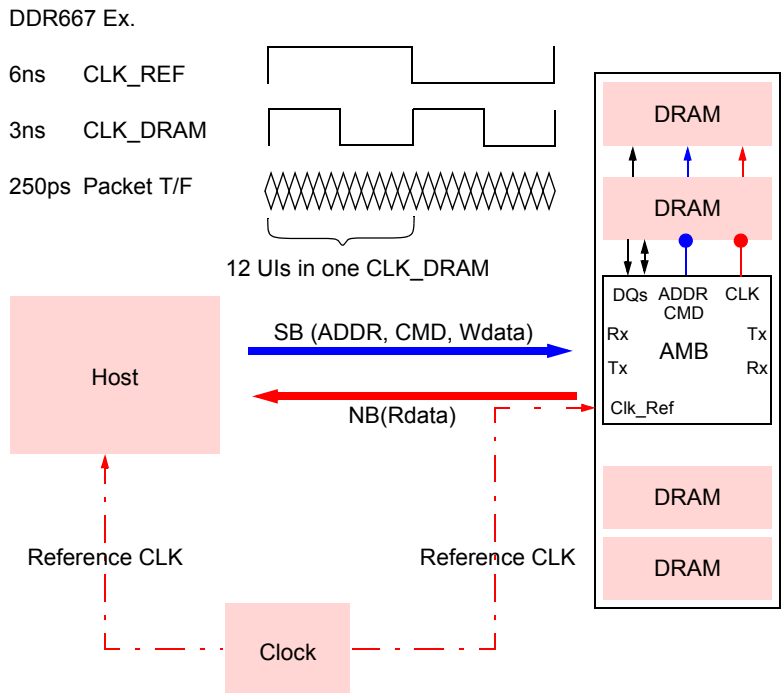 DDR667 Ex.
6ns CLK_REF
3ns CLK_DRAM
250ps Packet T/F
12 UIs in one CLK_DRAM
Host
SB (ADDR, CMD, Wdata)
NB(Rdata)
Reference CLK
Reference CLK
Clock
DRAM
DRAM
DQs ADDR CLK
CMD
Rx Tx
AMB
Tx Rx
Clk_Ref
DRAM
DRAM